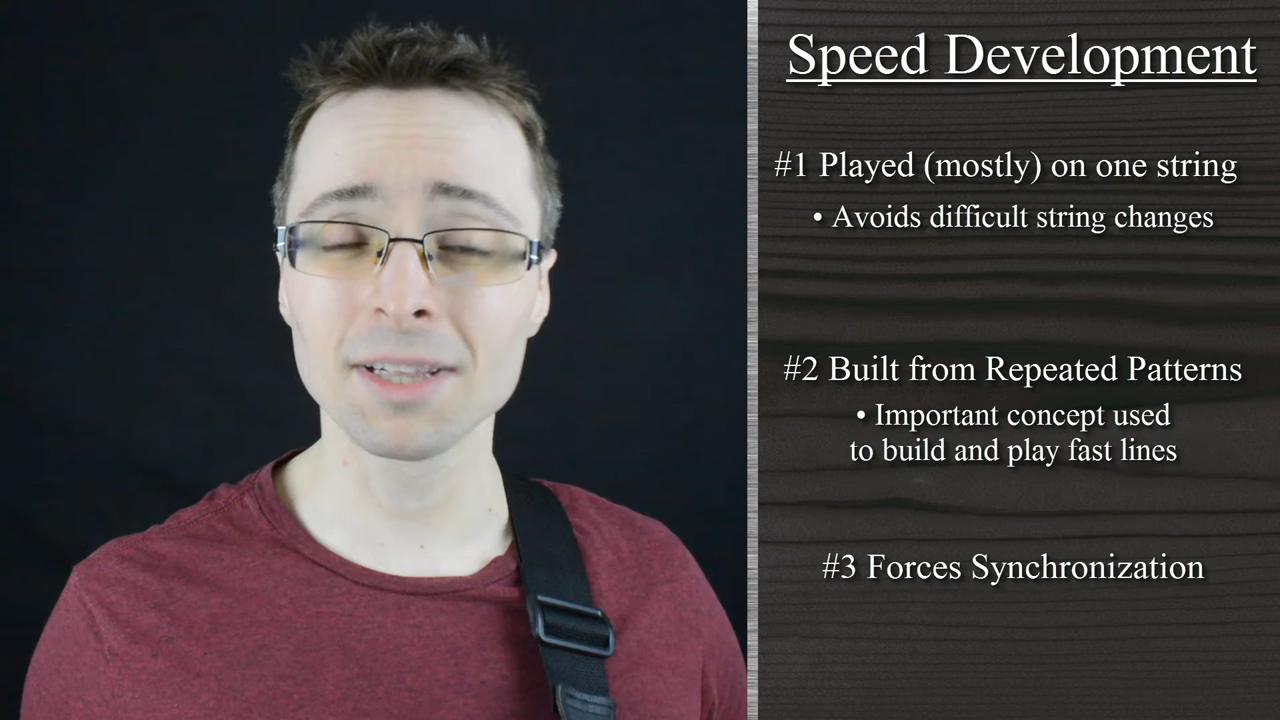 Speed Development
#1 Played (mostly) on one string
• Avoids difficult string changes
#2 Built from Repeated Patterns
• Important concept used
to build and play fast lines
#3 Forces Synchronization